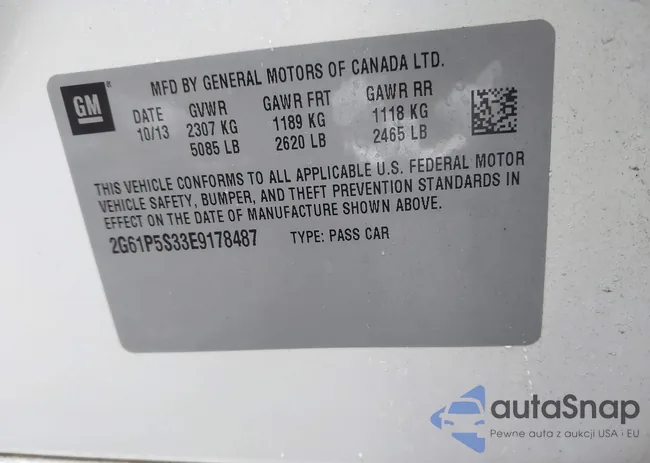 GM
MFD BY GENERAL MOTORS OF CANADA LTD.
DATE GVWR GAWR FRT GAWR RR
10/13 2307 KG 1189 KG 1118 KG
5085 LB 2620 LB 2465 LB
THIS VEHICLE CONFORMS TO ALL APPLICABLE U.S. FEDERAL MOTOR
VEHICLE SAFETY, BUMPER, AND THEFT PREVENTION STANDARDS IN
EFFECT ON THE DATE OF MANUFACTURE SHOWN ABOVE.
2G61P5S33E9178487 TYPE: PASS CAR
autaSnap
Pewne auta z aukcji USA i EU